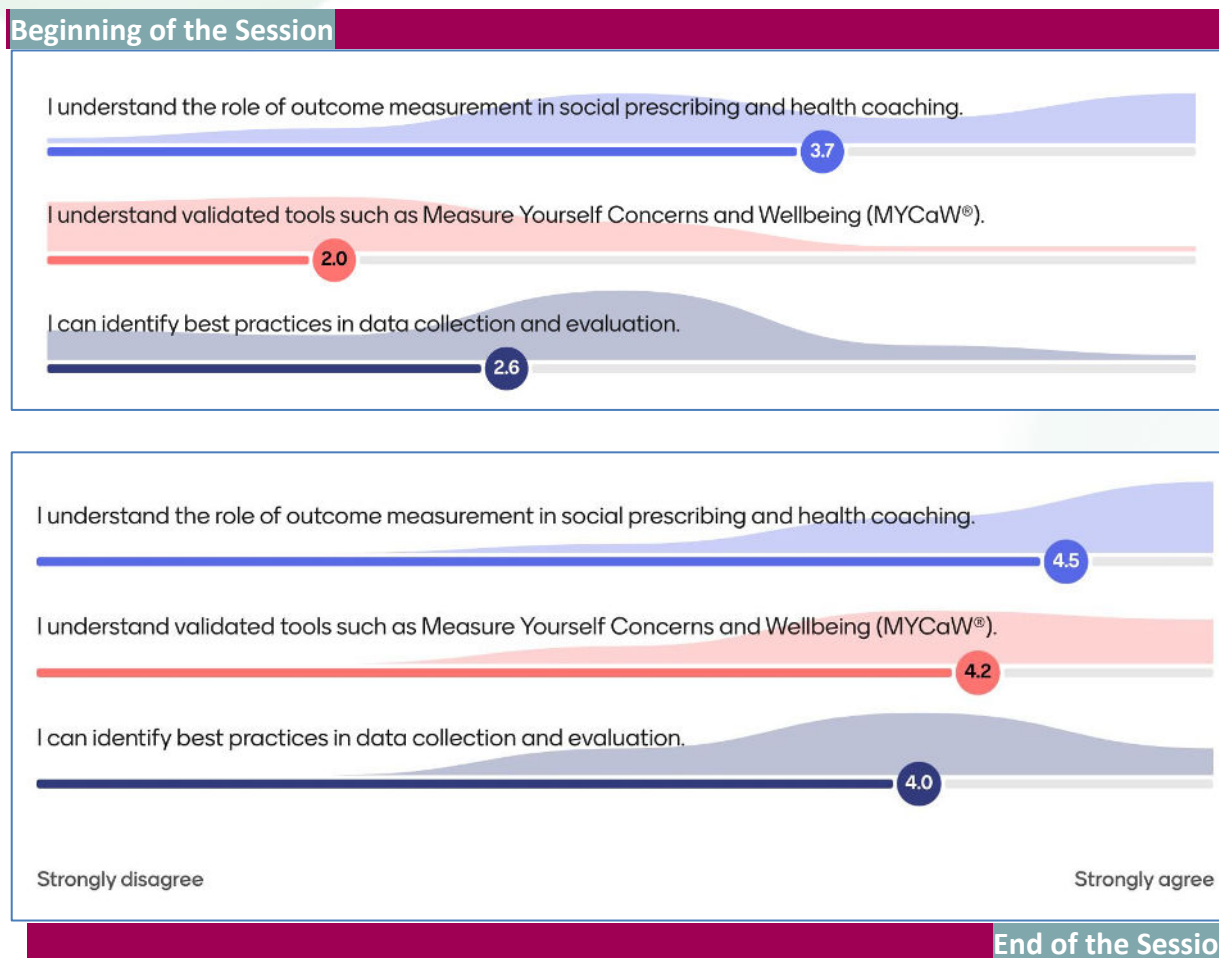 Beginning of the Session
I understand the role of outcome measurement in social prescribing and health coaching.
3.7
I understand validated tools such as Measure Yourself Concerns and Wellbeing (MYCaW®).
2.0
I can identify best practices in data collection and evaluation.
2.6
I understand the role of outcome measurement in social prescribing and health coaching.
4.5
I understand validated tools such as Measure Yourself Concerns and Wellbeing (MYCaW®).
4.2
I can identify best practices in data collection and evaluation.
4.0
Strongly disagree
Strongly agree
End of the Sessio